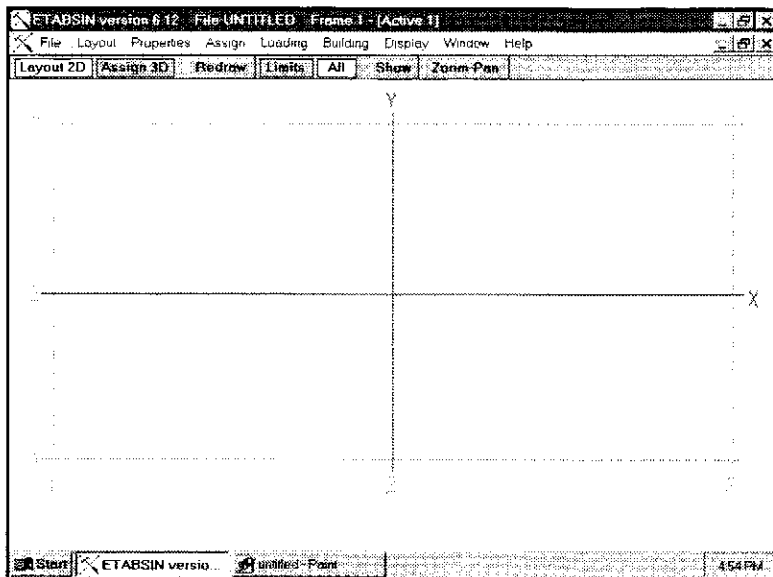 ETABSIN version 6.12 File UNTITLED Frame 1 - [Active 1]
File Layout Properties Assign Loading Building Display Window Help
Layout 2D Assign 3D Redraw Limits All Show Zoom-Pan
Y
X
Start ETABSIN versio... untitled - Paint 4:54 PM